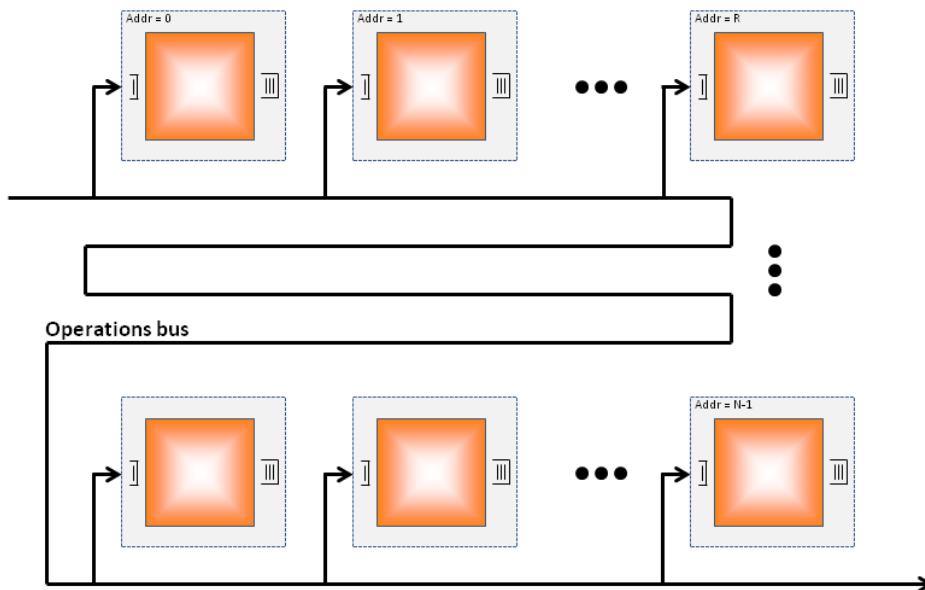 Addr = 0
Addr = 1
Addr = R
Operations bus
Addr = N-1